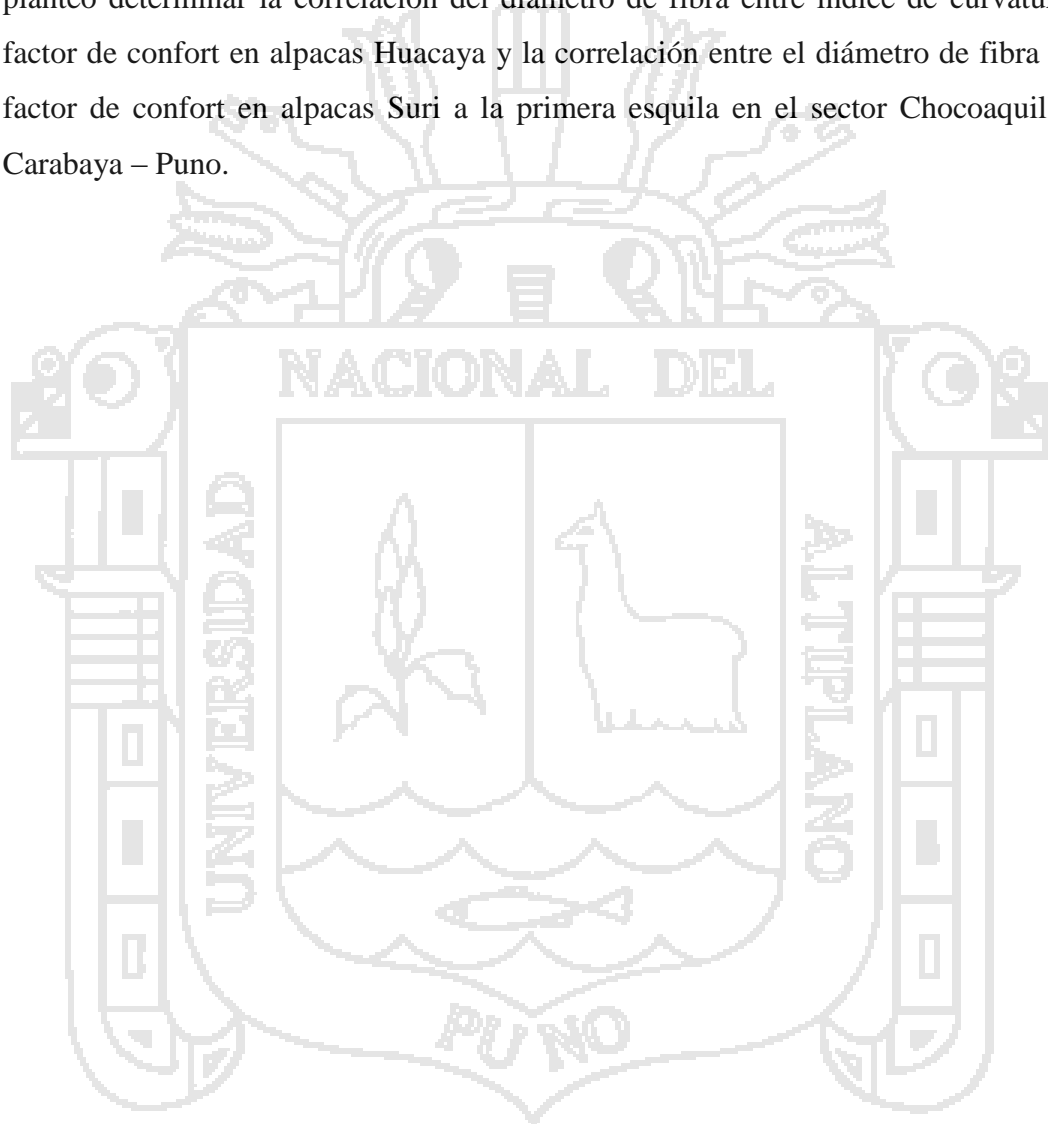 planteó determinar la correlación del diámetro de fibra entre índice de
factor de confort en alpacas Huacaya y la correlación entre el diámetro de fibra
factor de confort en alpacas Suri a la primera esquila en el sector
Carabaya – Puno.
NACIONAL DEL
UNIVERSIDAD
ALTIPLANO
PUNO